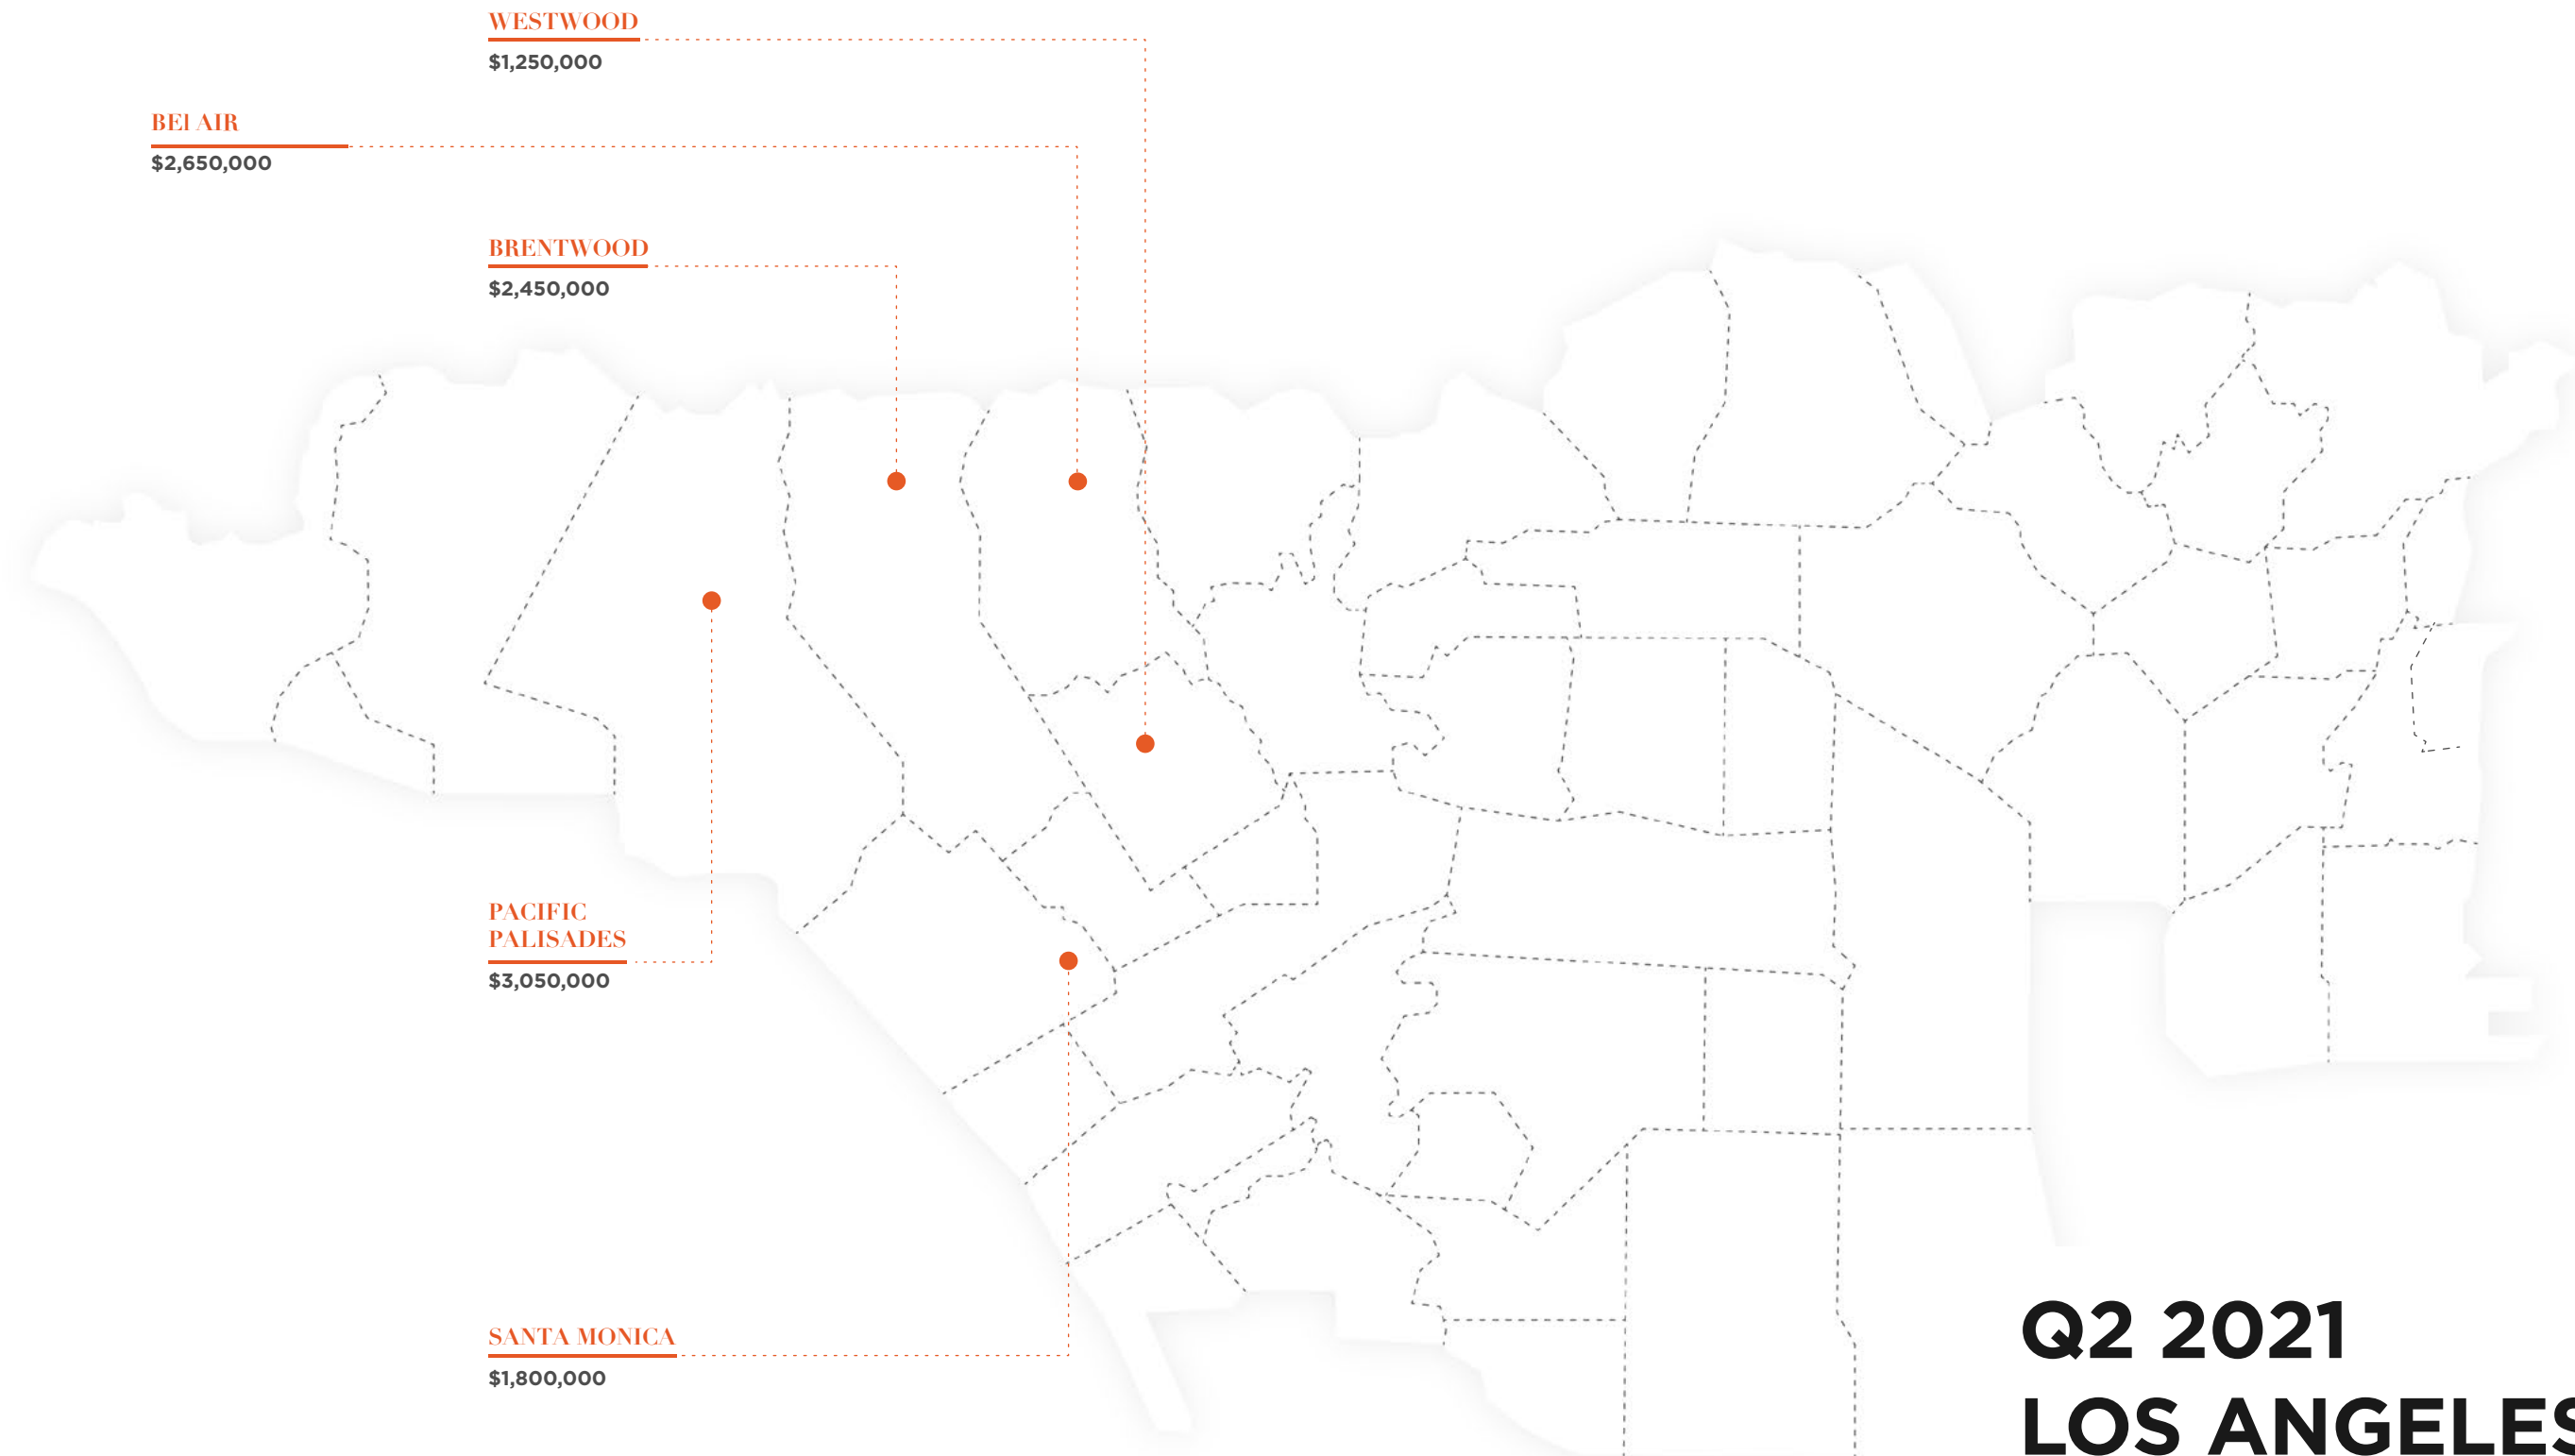 WESTWOOD
$1,250,000
BEl AIR
$2,650,000
BRENTWOOD
$2,450,000
PACIFIC
PALISADES
$3,050,000
SANTA MONICA
$1,800,000
Q2 2021
LOS ANGELES